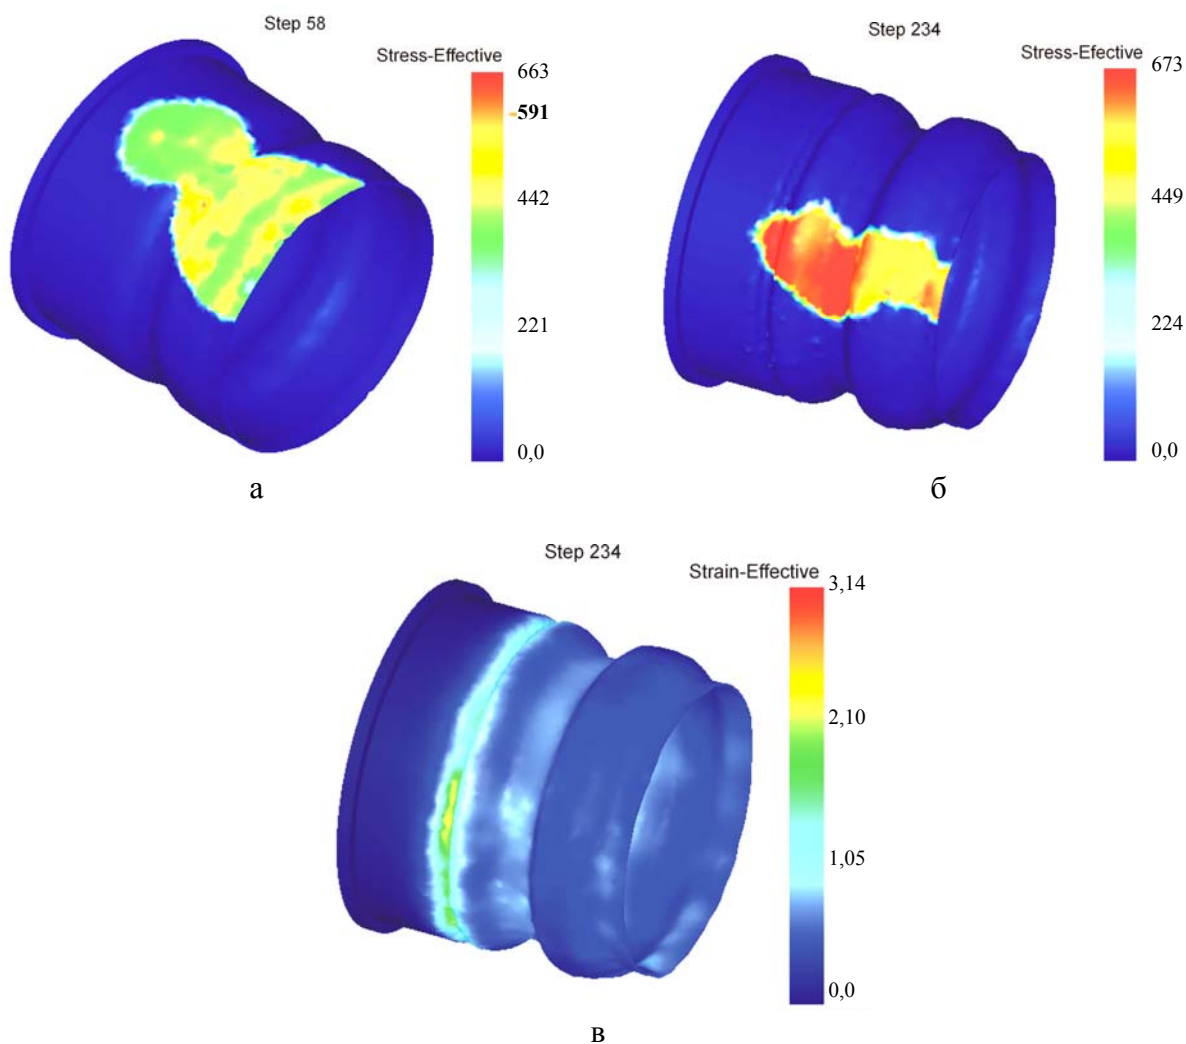 Step 58
Stress-Effective
663
591
442
221
0,0
а
Step 234
Stress-Efective
673
449
224
0,0
б
Step 234
Strain-Effective
3,14
2,10
1,05
0,0
в